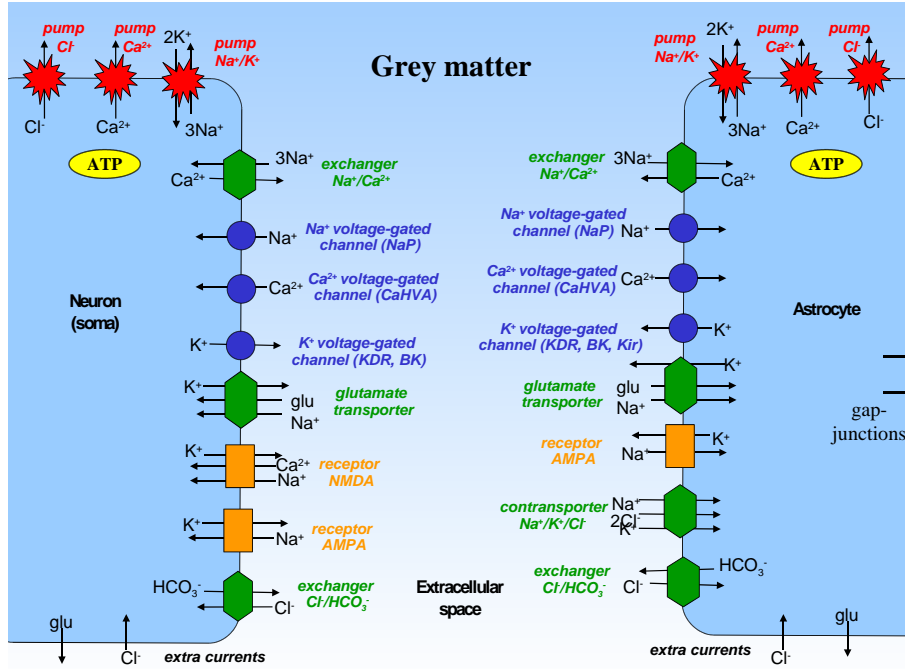 Grey matter
pump
Cl-
pump
Ca2+
2K+
pump
Na+/K+
Cl-
Ca2+
3Na+
ATP
3Na+
Ca2+
exchanger
Na+/Ca2+
Na+
Na+ voltage-gated
channel (NaP)
Ca2+
Ca2+ voltage-gated
channel (CaHVA)
Neuron
(soma)
K+
K+ voltage-gated
channel (KDR, BK)
K+
glu
Na+
glutamate
transporter
K+
Ca2+
Na+
receptor
NMDA
K+
Na+
receptor
AMPA
HCO3-
Cl-
exchanger
Cl-/HCO3-
glu
Cl-
extra currents
Extracellular
space
pump
Na+/K+
2K+
pump
Ca2+
pump
Cl-
3Na+
Ca2+
Cl-
ATP
exchanger
Na+/Ca2+
3Na+
Ca2+
Na+ voltage-gated
channel (NaP)
Na+
Ca2+ voltage-gated
channel (CaHVA)
Ca2+
Astrocyte
K+ voltage-gated
channel (KDR, BK, Kir)
K+
K+
glutamate
transporter
glu
Na+
gap-
junctions
receptor
AMPA
K+
Na+
contransporter
Na+/K+/Cl-
Na+
2Cl-
K+
exchanger
Cl-/HCO3-
HCO3-
Cl-
extra currents
Cl-
glu